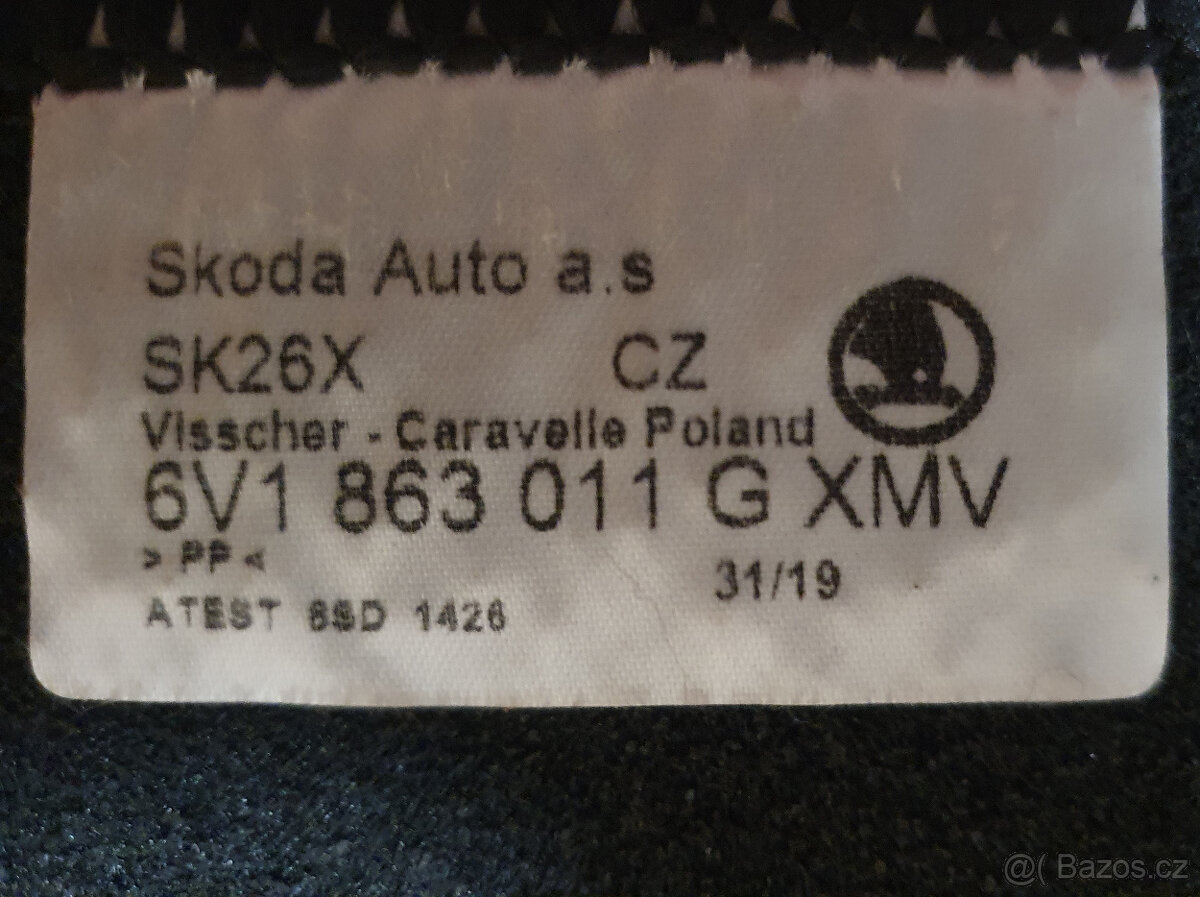 Skoda Auto a.s
SK26X CZ
Visscher - Caravelle Poland
6V1 863 011 G XMV
> PP <
31/19
ATEST 8SD 1426
@( Bazos.cz